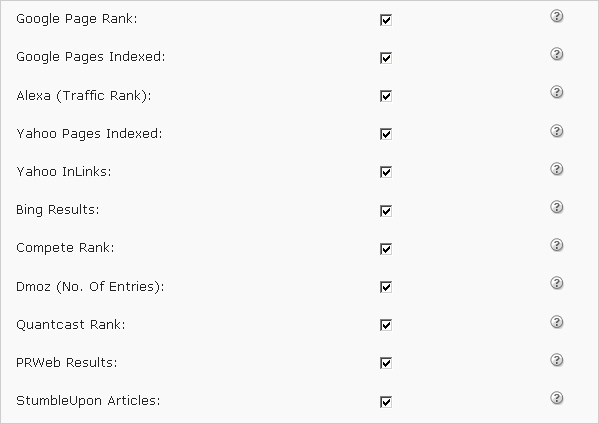 Google Page Rank:
Google Pages Indexed:
Alexa (Traffic Rank):
Yahoo Pages Indexed:
Yahoo InLinks:
Bing Results:
Compete Rank:
Dmoz (No. Of Entries):
Quantcast Rank:
PRWeb Results:
StumbleUpon Articles: